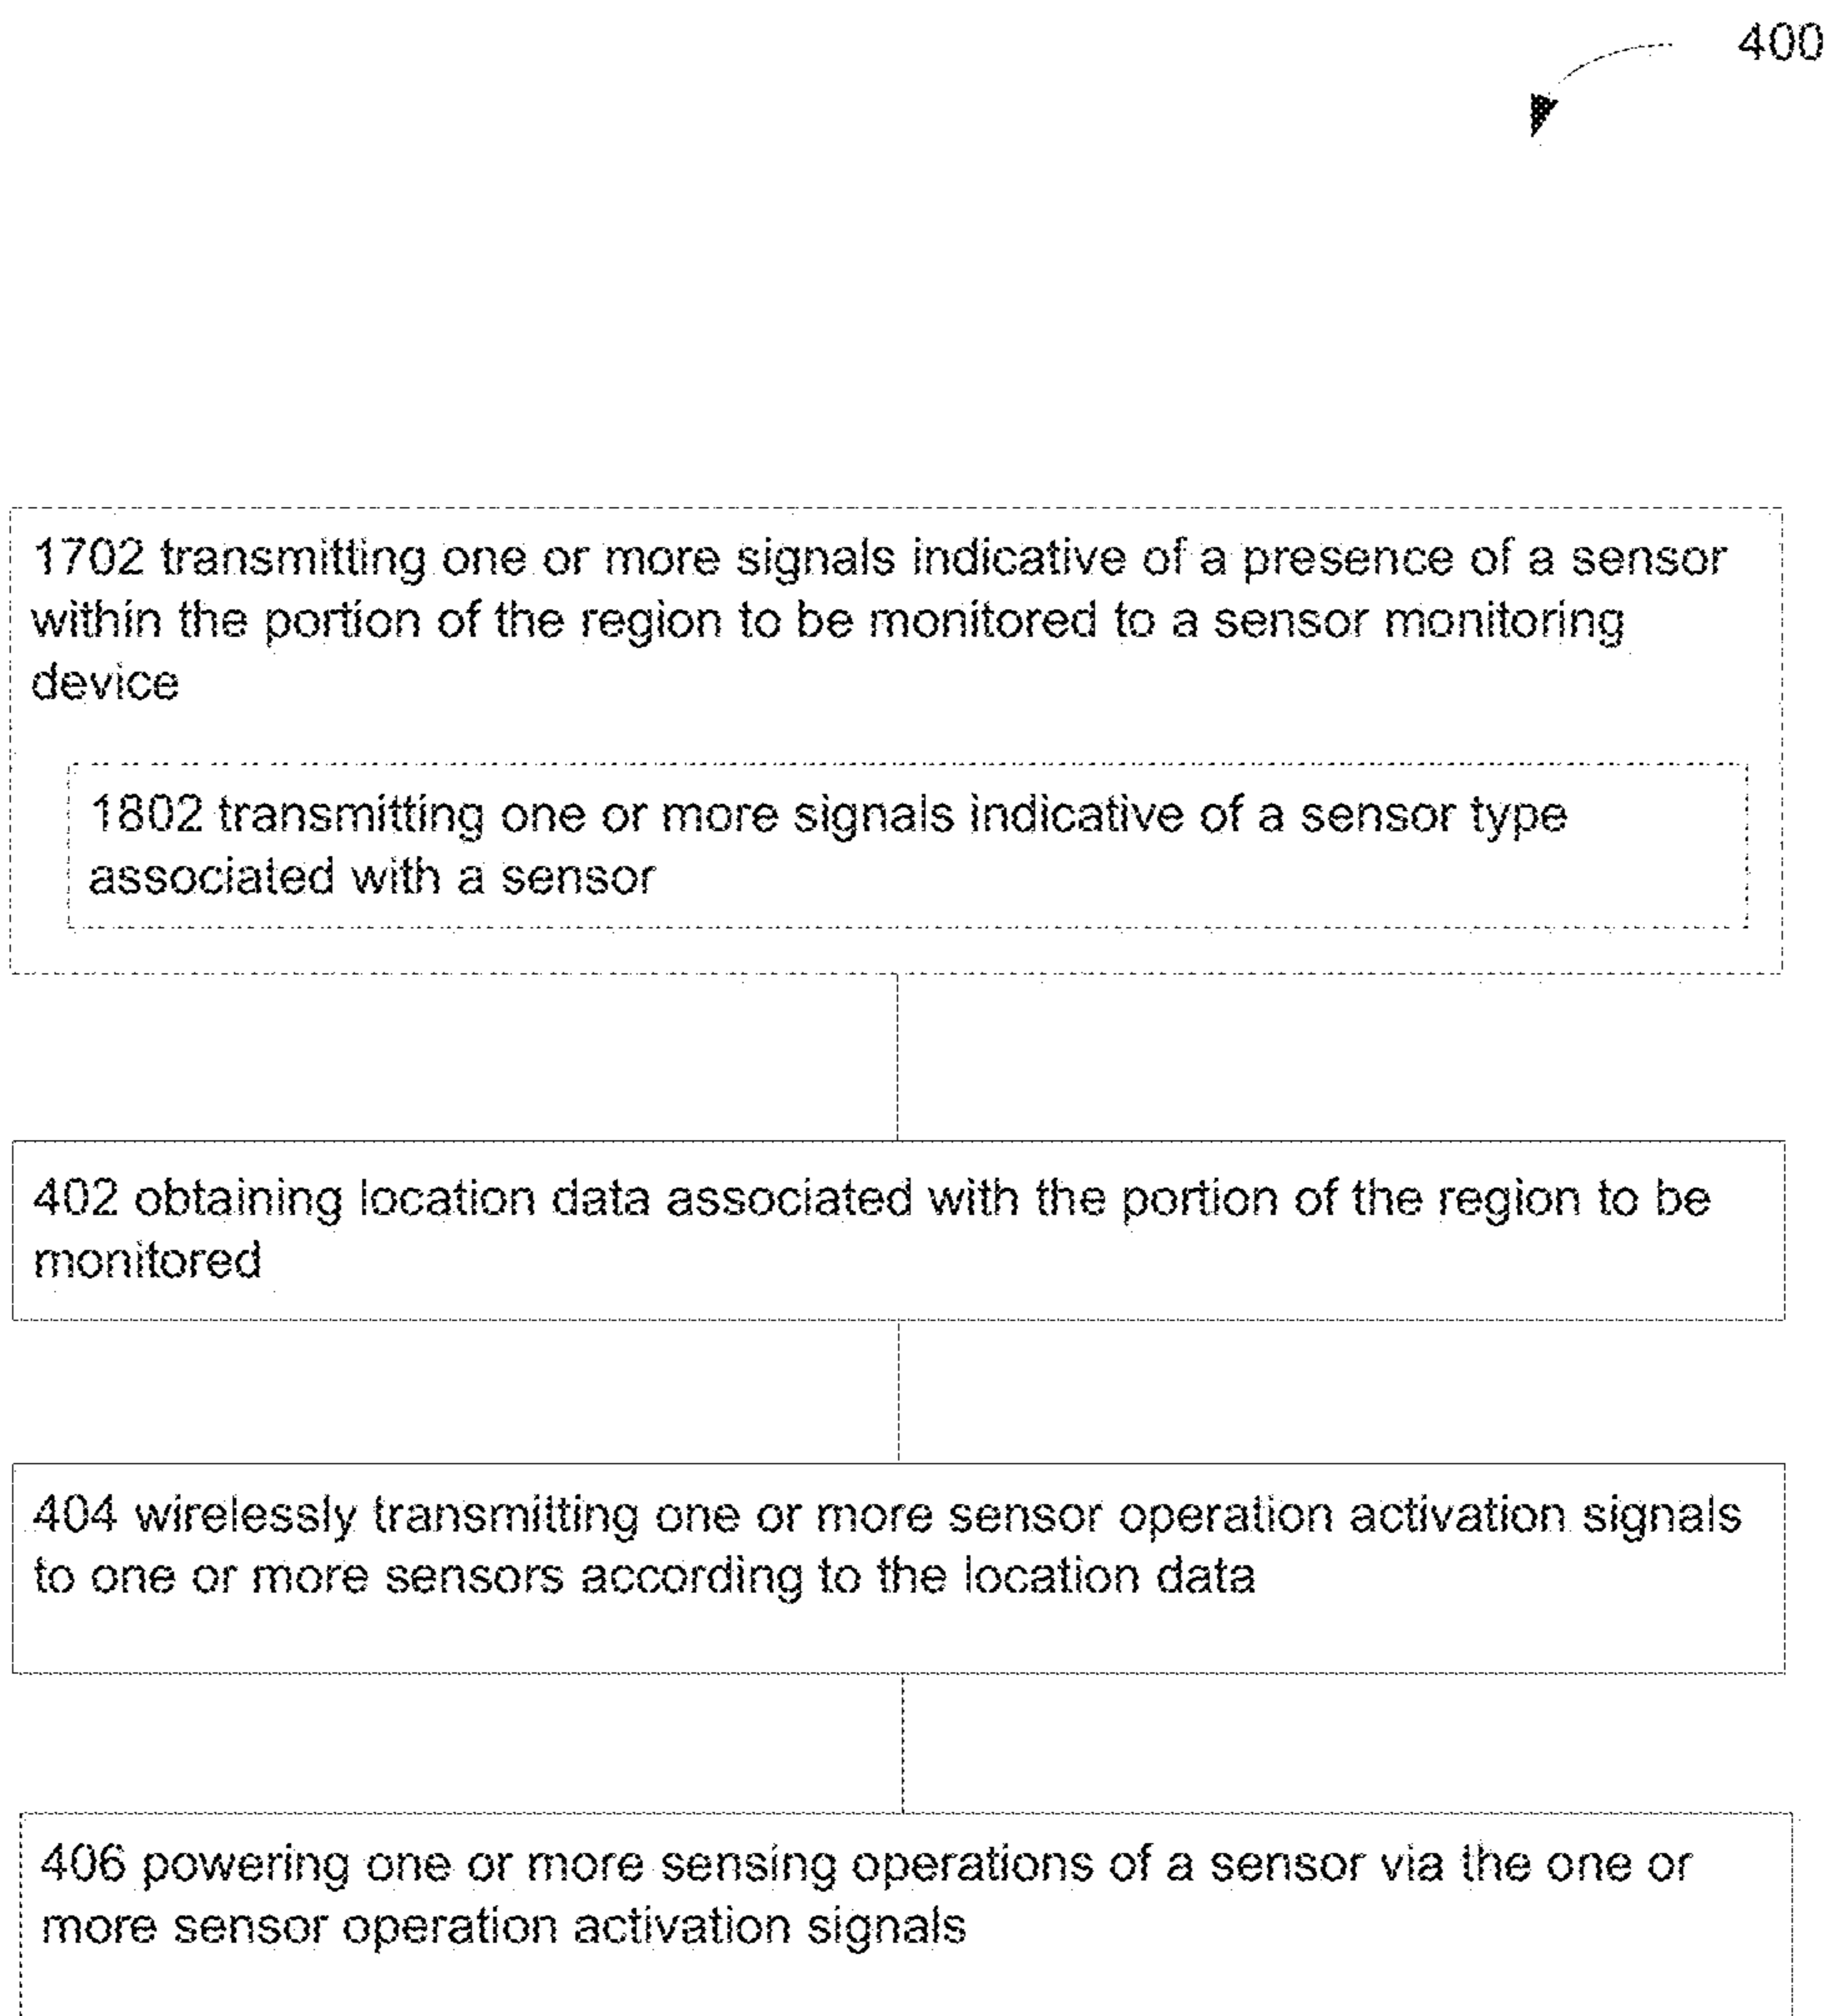 400
1702 transmitting one or more signals indicative of a presence of a sensor
within the portion of the region to be monitored to a sensor monitoring
device
1802 transmitting one or more signals indicative of a sensor type
associated with a sensor
402 obtaining location data associated with the portion of the region to be
monitored
404 wirelessly transmitting one or more sensor operation activation signals
to one or more sensors according to the location data
406 powering one or more sensing operations of a sensor via the one or
more sensor operation activation signals